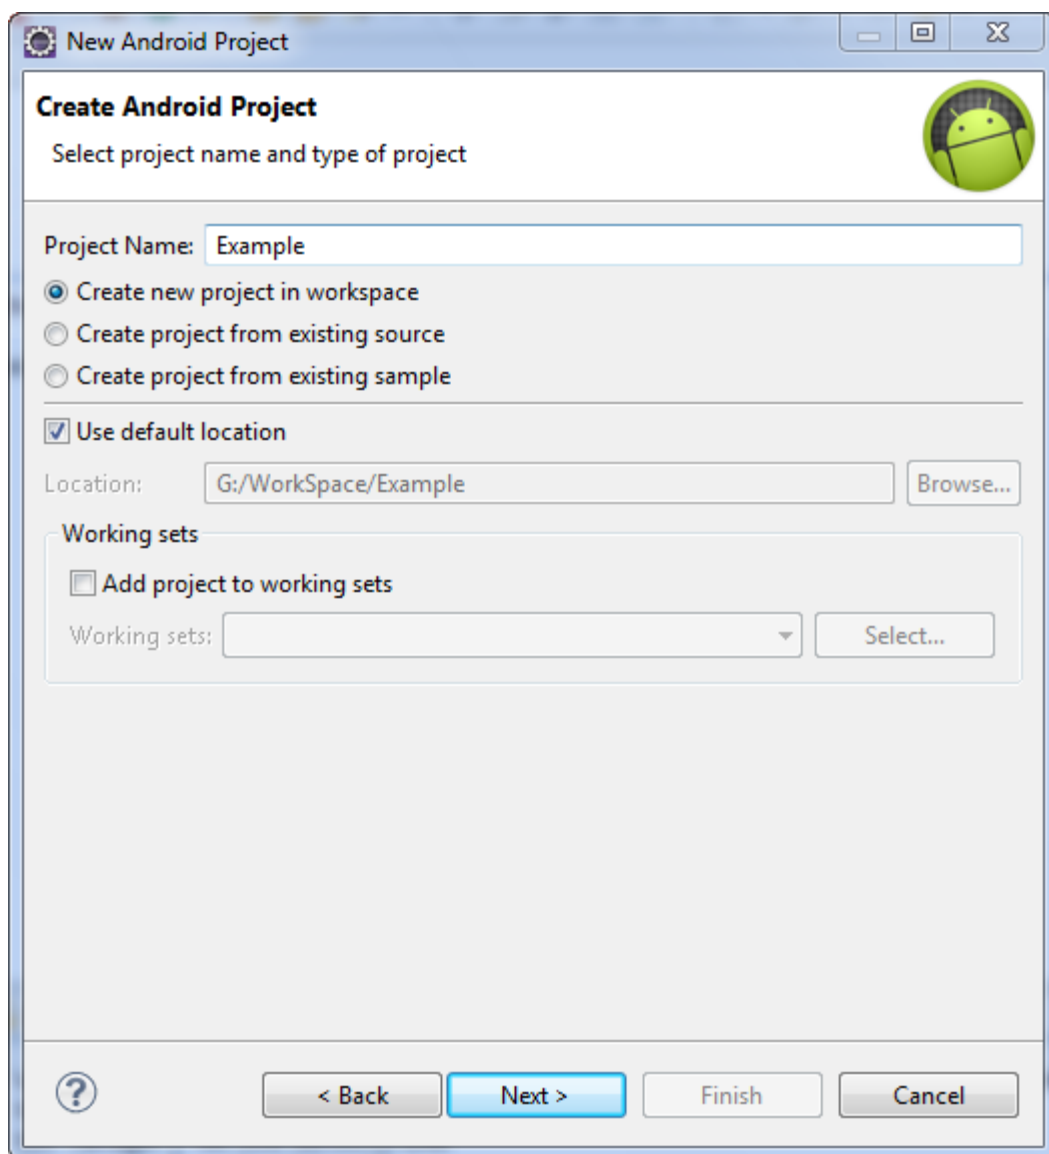 New Android Project
Create Android Project
Select project name and type of project
Project Name: Example
Create new project in workspace
Create project from existing source
Create project from existing sample
Use default location
Location: G:/WorkSpace/Example Browse...
Working sets
Add project to working sets
Working sets: Select...
? < Back Next > Finish Cancel